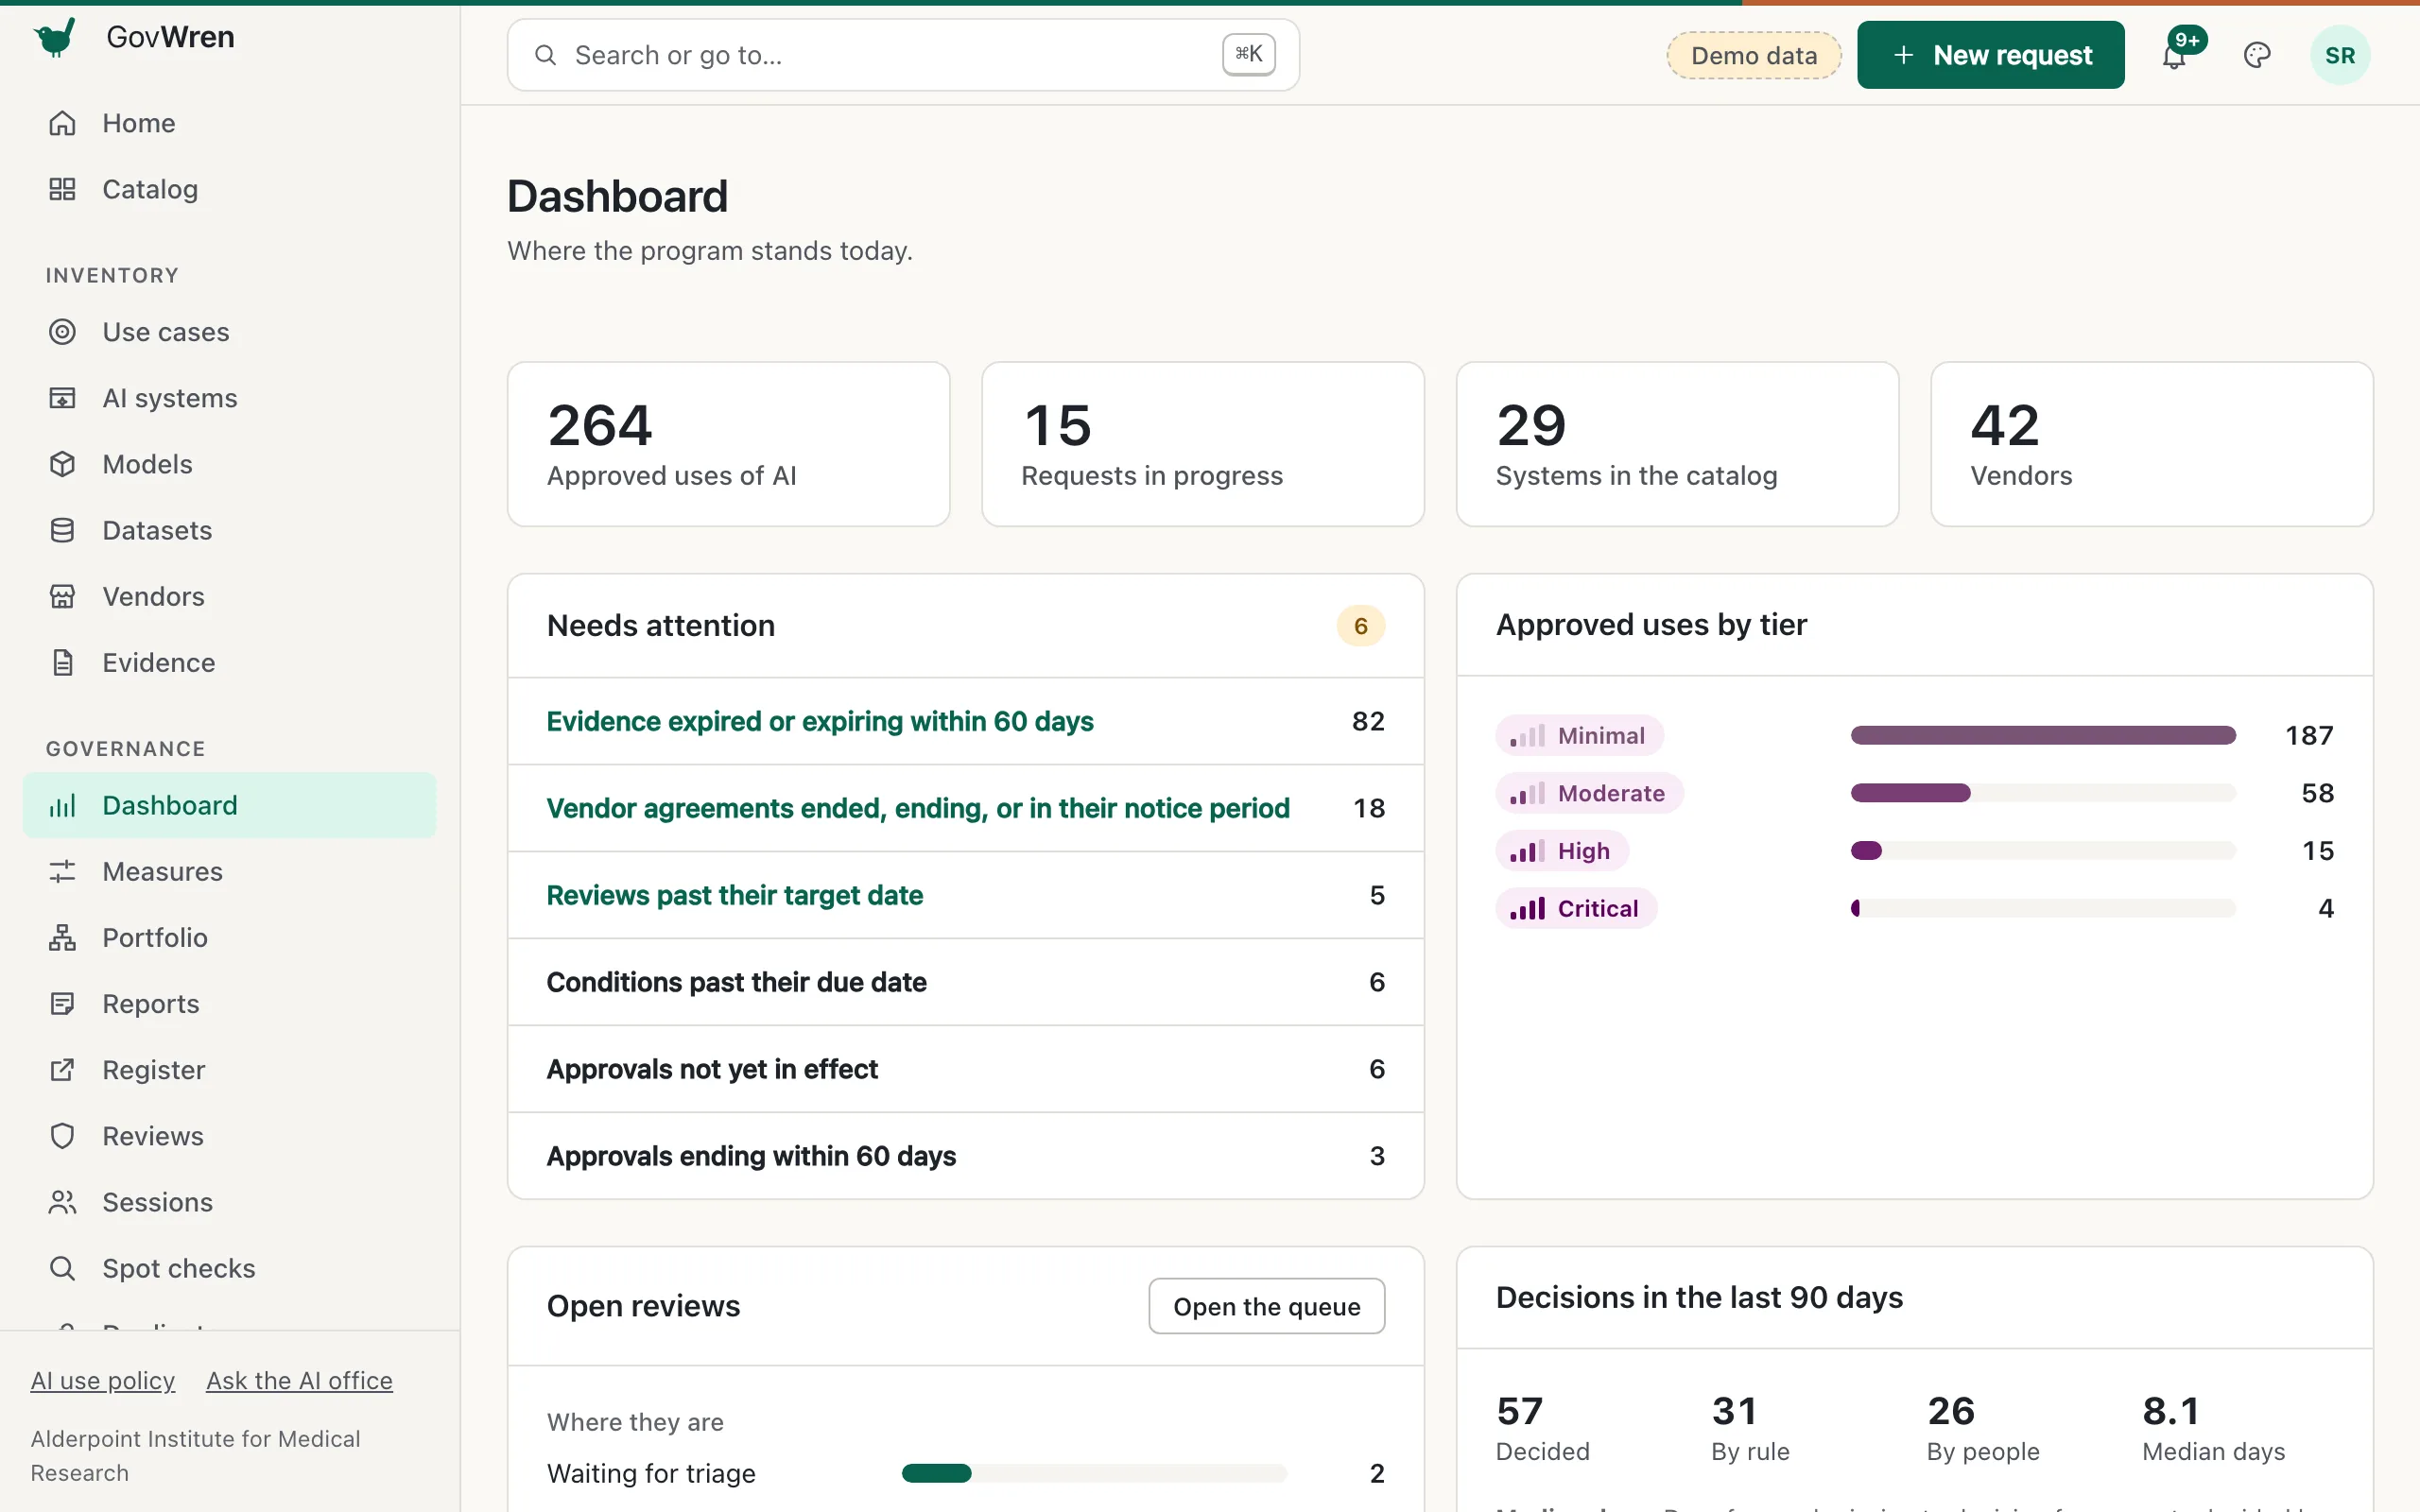 GovWren
Search or go to...
⌘K
Demo data
+ New request
9+
SR
Home
Catalog
INVENTORY
Use cases
AI systems
Models
Datasets
Vendors
Evidence
GOVERNANCE
Dashboard
Measures
Portfolio
Reports
Register
Reviews
Sessions
Spot checks
AI use policy
Ask the AI office
Alderpoint Institute for Medical
Research
Dashboard
Where the program stands today.
264
Approved uses of AI
15
Requests in progress
29
Systems in the catalog
42
Vendors
Needs attention
6
Evidence expired or expiring within 60 days
82
Vendor agreements ended, ending, or in their notice period
18
Reviews past their target date
5
Conditions past their due date
6
Approvals not yet in effect
6
Approvals ending within 60 days
3
Approved uses by tier
Minimal
187
Moderate
58
High
15
Critical
4
Open reviews
Open the queue
Where they are
Waiting for triage
2
Decisions in the last 90 days
57
Decided
31
By rule
26
By people
8.1
Median days